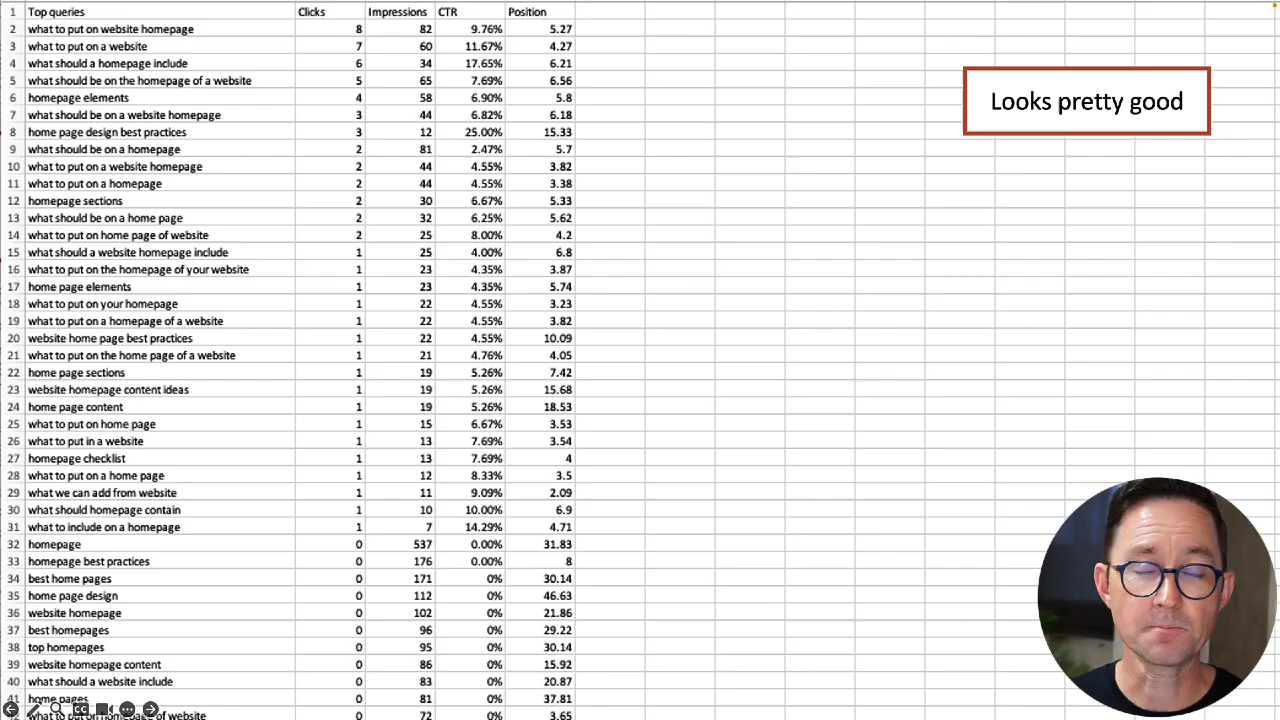 1 Top queries Clicks Impressions CTR Position
2 what to put on website homepage 8 82 9.76% 5.27
3 what to put on a website 7 60 11.67% 4.27
4 what should a homepage include 6 34 17.65% 6.21
5 what should be on the homepage of a website 5 65 7.69% 6.56
6 homepage elements 4 58 6.90% 5.8
7 what should be on a website homepage 3 44 6.82% 6.18
8 home page design best practices 3 12 25.00% 15.33
9 what should be on a homepage 2 81 2.47% 5.7
10 what to put on a website homepage 2 44 4.55% 3.82
11 what to put on a homepage 2 44 4.55% 3.38
12 homepage sections 2 30 6.67% 5.33
13 what should be on a home page 2 32 6.25% 5.62
14 what to put on home page of website 2 25 8.00% 4.2
15 what should a website homepage include 1 25 4.00% 6.8
16 what to put on the homepage of your website 1 23 4.35% 3.87
17 home page elements 1 23 4.35% 5.74
18 what to put on your homepage 1 22 4.55% 3.23
19 what to put on a homepage of a website 1 22 4.55% 3.82
20 website home page best practices 1 22 4.55% 10.09
21 what to put on the home page of a website 1 21 4.76% 4.05
22 home page sections 1 19 5.26% 7.42
23 website homepage content ideas 1 19 5.26% 15.68
24 home page content 1 19 5.26% 18.53
25 what to put on home page 1 15 6.67% 3.53
26 what to put in a website 1 13 7.69% 3.54
27 homepage checklist 1 13 7.69% 4
28 what to put on a home page 1 12 8.33% 3.5
29 what we can add from website 1 11 9.09% 2.09
30 what should homepage contain 1 10 10.00% 6.9
31 what to include on a homepage 1 7 14.29% 4.71
32 homepage 0 537 0.00% 31.83
33 homepage best practices 0 176 0.00% 8
34 best home pages 0 171 0% 30.14
35 home page design 0 112 0% 46.63
36 website homepage 0 102 0% 21.86
37 best homepages 0 96 0% 29.22
38 top homepages 0 95 0% 30.14
39 website homepage content 0 86 0% 15.92
40 what should a website include 0 83 0% 20.87
41 home pages 0 81 0% 37.81
what to put on homepage of website 0 72 0% 3.65
Looks pretty good